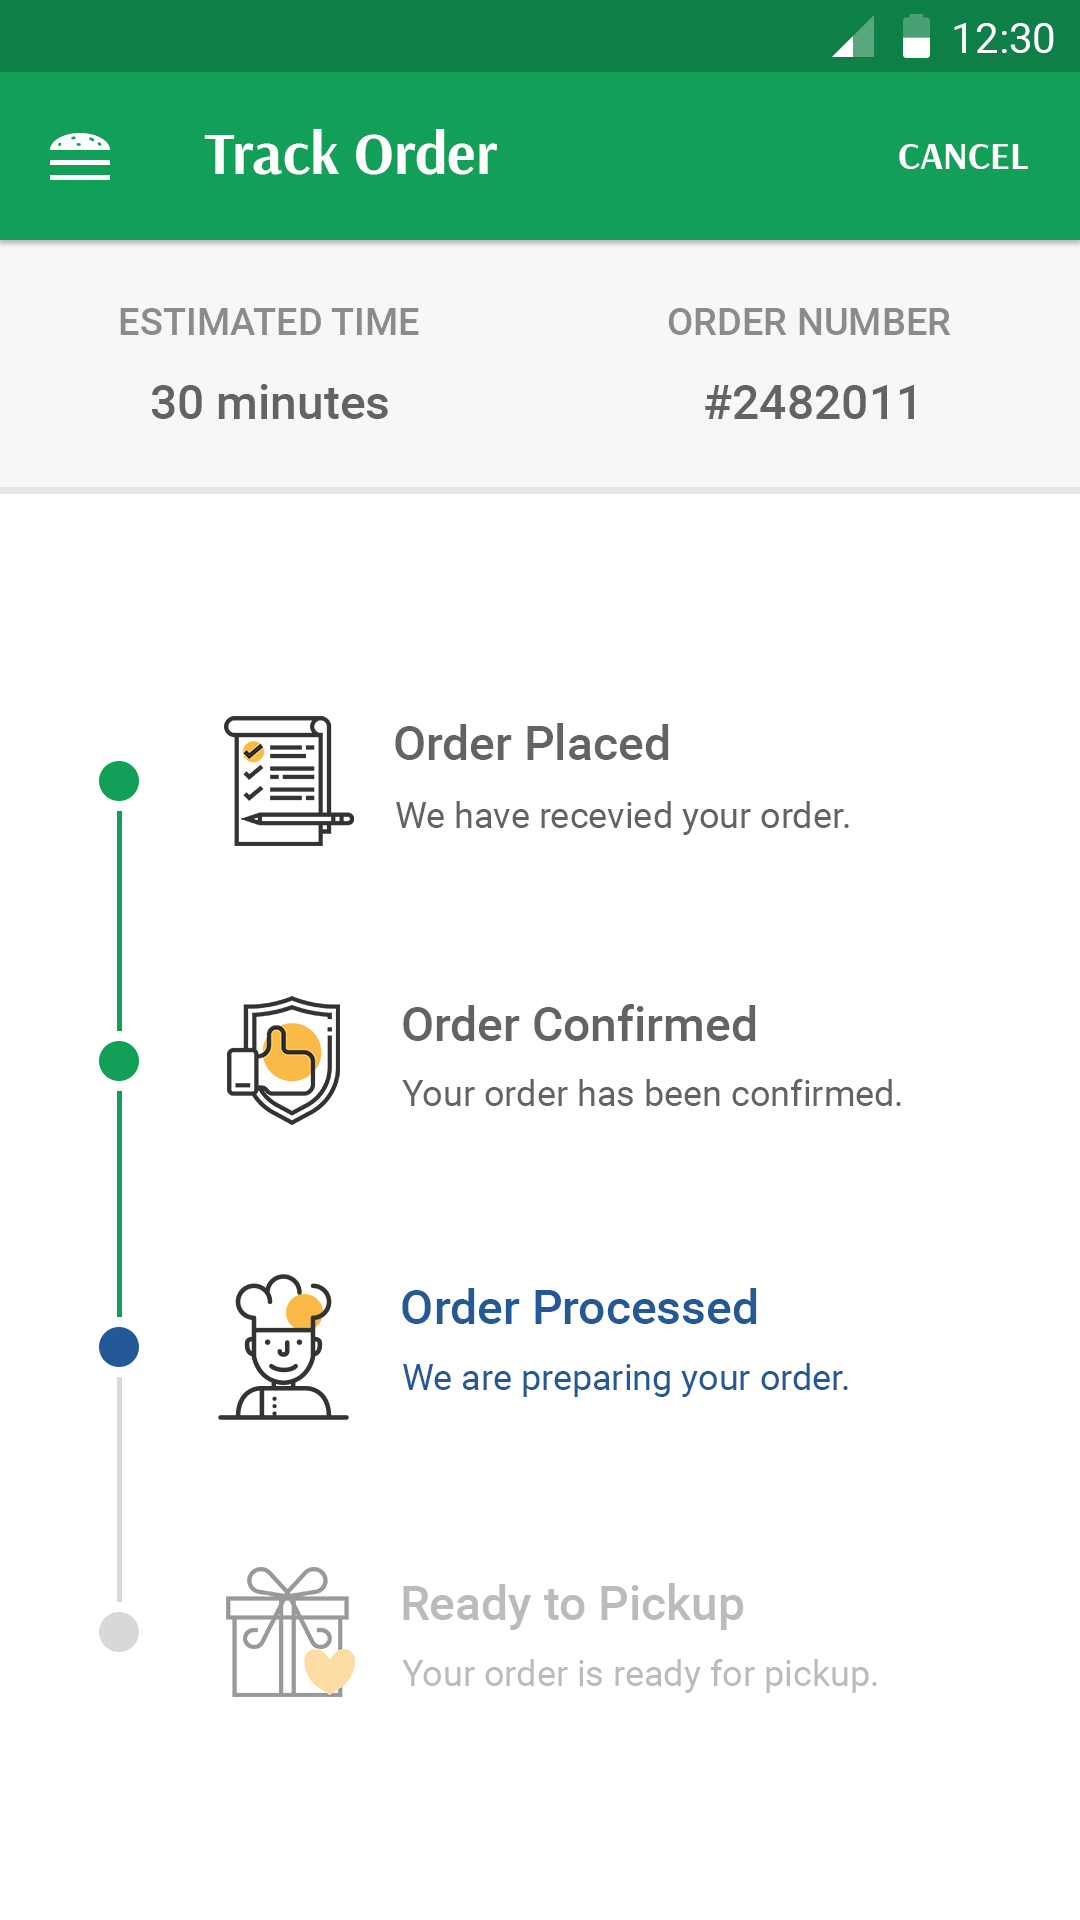 12:30
Track Order
CANCEL
ESTIMATED TIME
ORDER NUMBER
30 minutes
#2482011
Order Placed
We have recevied your order.
Order Confirmed
Your order has been confirmed.
Order Processed
We are preparing your order.
Ready to Pickup
Your order is ready for pickup.